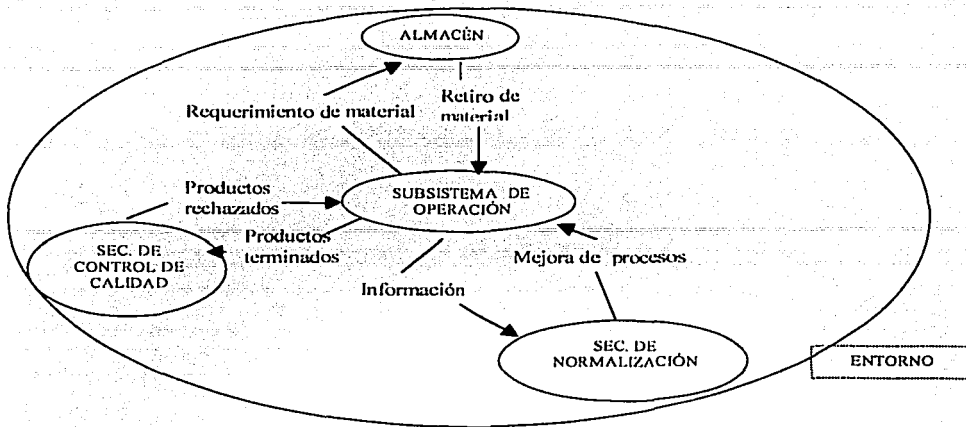 ALMACÉN
Requerimiento de material
Retiro de
material
Productos
rechazados
SUBSISTEMA DE
OPERACIÓN
SEC. DE
CONTROL DE
CALIDAD
Productos
terminados
Mejora de procesos
Información
SEC. DE
NORMALIZACIÓN
ENTORNO